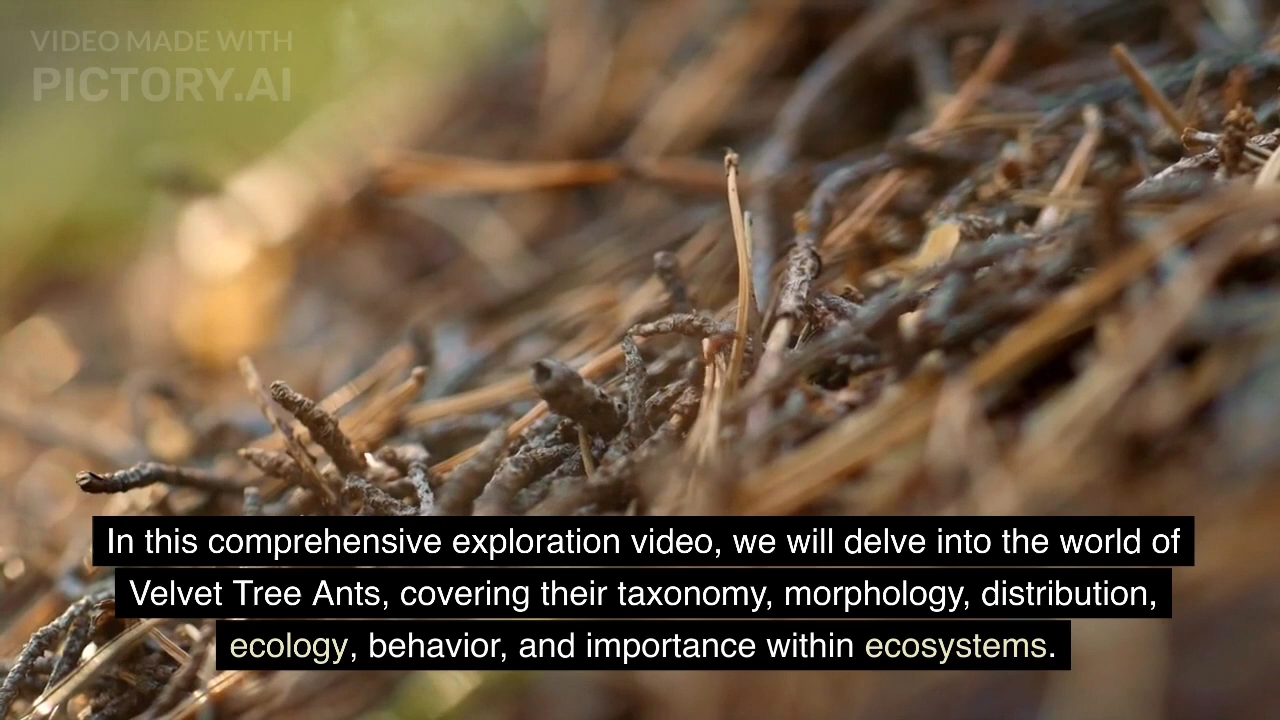 VIDEO MADE WITH
PICTORY.AI
In this comprehensive exploration video, we will delve into the world of
Velvet Tree Ants, covering their taxonomy, morphology, distribution,
ecology, behavior, and importance within ecosystems.